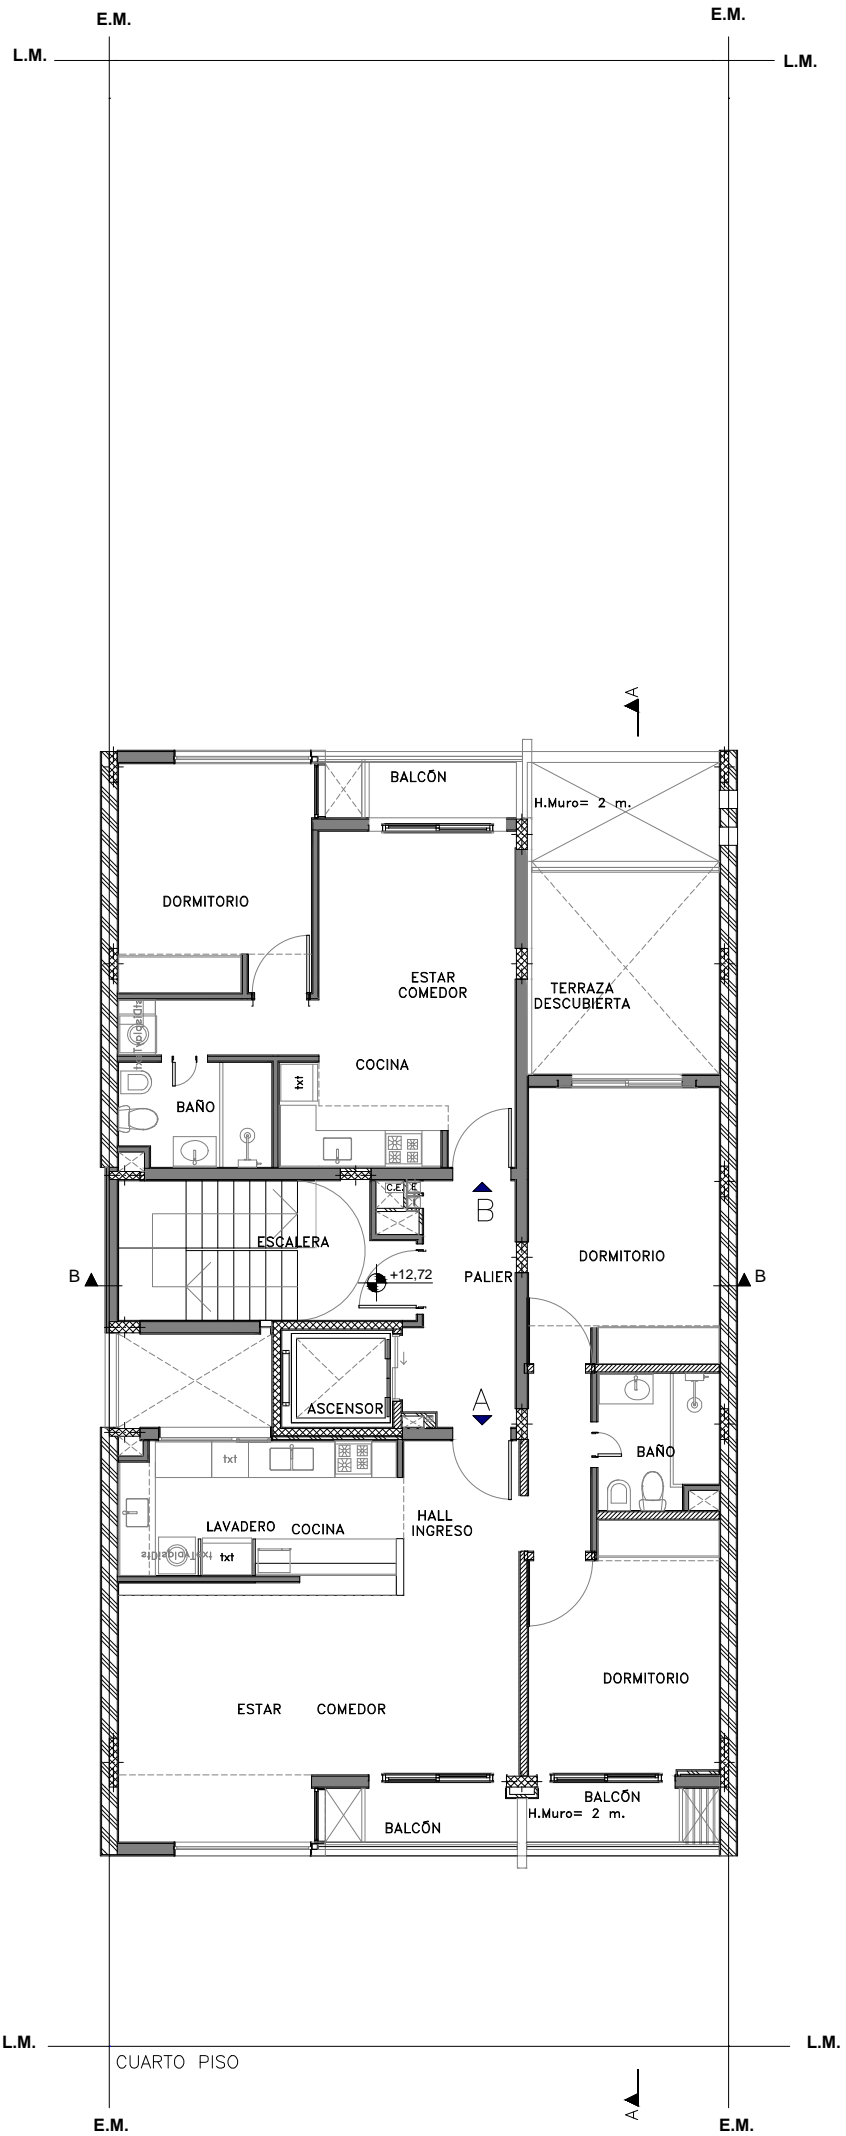 E.M.
E.M.
L.M.
L.M.
A
BALCÓN
H.Muro= 2 m.
DORMITORIO
ESTAR
COMEDOR
TERRAZA
DESCUBIERTA
COCINA
txt
BAÑO
C.E.
E
B
ESCALERA
DORMITORIO
B
+12,72
PALIER
B
A
ASCENSOR
BAÑO
txt
HALL
INGRESO
LAVADERO
COCINA
txt
DORMITORIO
ESTAR
COMEDOR
BALCÓN
H.Muro= 2 m.
BALCÓN
L.M.
L.M.
CUARTO PISO
A
E.M.
E.M.